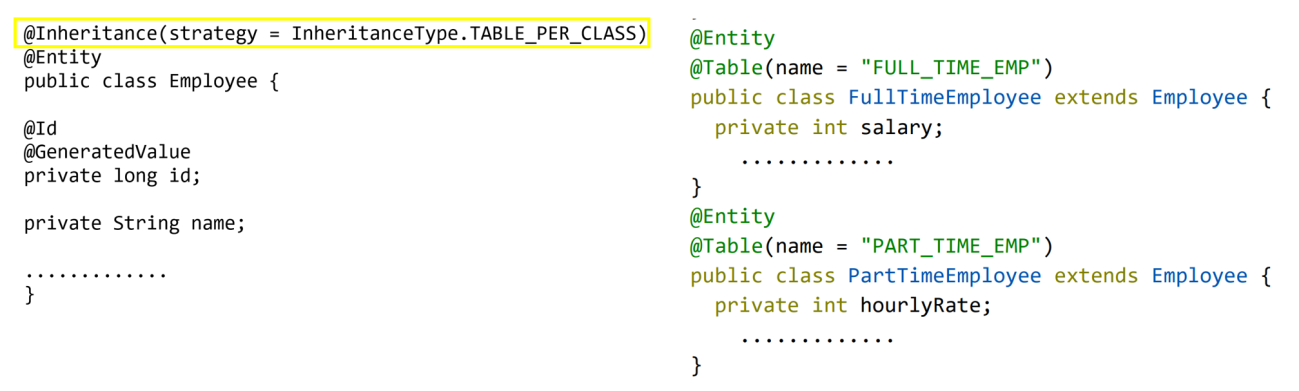 @Inheritance(strategy = InheritanceType.TABLE_PER_CLASS)
@Entity
public class Employee {
@Id
@GeneratedValue
private long id;
private String name;
.............
}
@Entity
@Table(name = "FULL_TIME_EMP")
public class FullTimeEmployee extends Employee {
private int salary;
.............
}
@Entity
@Table(name = "PART_TIME_EMP")
public class PartTimeEmployee extends Employee {
private int hourlyRate;
.............
}